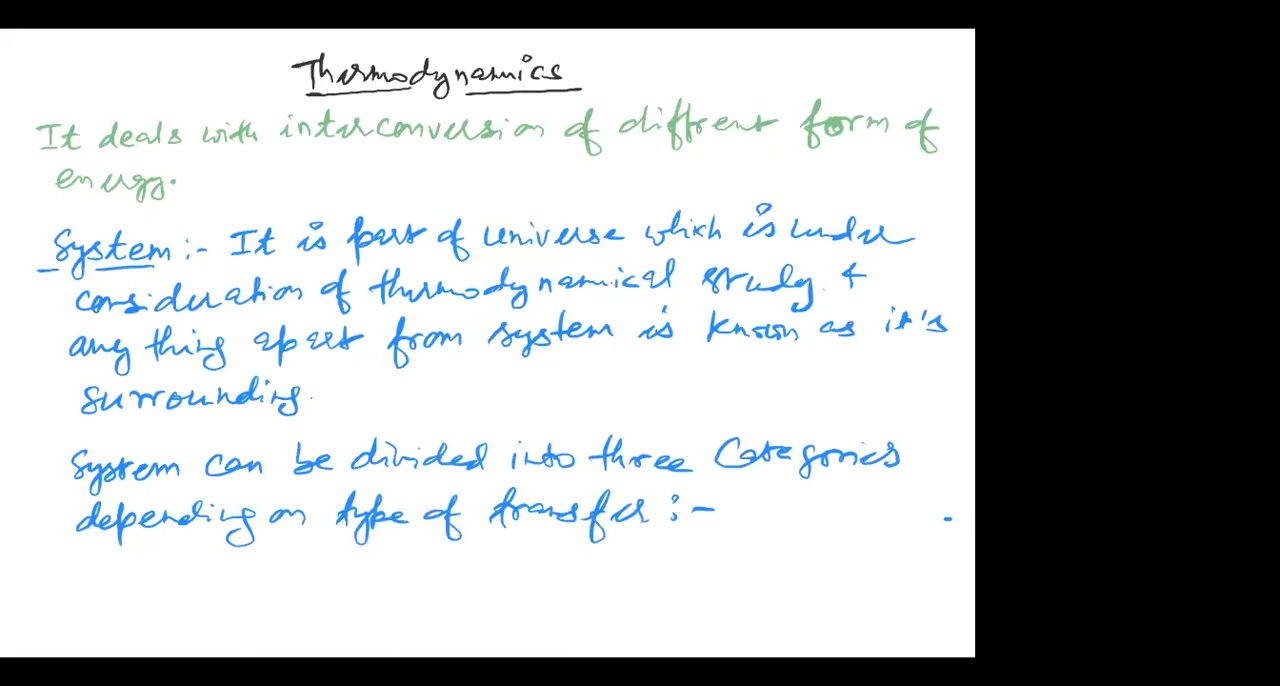 Thermodynamics
It deals with interconversion of different form of
energy.
System :- It is part of universe which is under
consideration of thermodynamical study &
any thing apart from system is known as it's
surrounding.
System can be divided into three Categories
depending on type of transfer :-